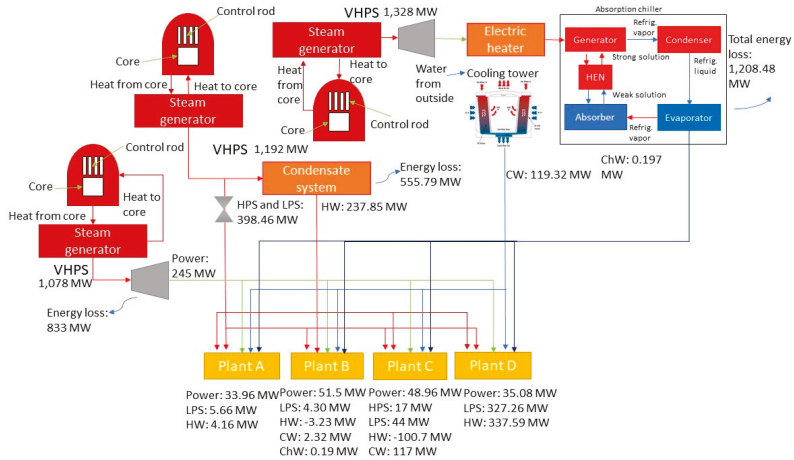 Control rod
Core
Heat from core
Heat to core
Steam
generator
VHPS
1,192 MW
Steam
generator
VHPS
1,328 MW
Heat
from
core
Heat to
core
Core
Control rod
Electric
heater
Water
from
outside
Cooling tower
CW: 119.32 MW
Absorption chiller
Generator
Refrig.
vapor
Condenser
Strong solution
HEN
Refrig.
liquid
Weak solution
Absorber
Refrig.
vapor
Evaporator
ChW: 0.197
MW
Total energy
loss:
1,208.48
MW
Control rod
Core
Heat from core
Heat to
core
Steam
generator
VHPS
1,078 MW
Power:
245 MW
Energy loss:
833 MW
Condensate
system
Energy loss:
555.79 MW
HPS and LPS:
398.46 MW
HW: 237.85 MW
Plant A
Plant B
Plant C
Plant D
Power: 33.96 MW
LPS: 5.66 MW
HW: 4.16 MW
Power: 51.5 MW
LPS: 4.30 MW
HW: -3.23 MW
CW: 2.32 MW
ChW: 0.19 MW
Power: 48.96 MW
HPS: 17 MW
LPS: 44 MW
HW: -100.7 MW
CW: 117 MW
Power: 35.08 MW
LPS: 327.26 MW
HW: 337.59 MW